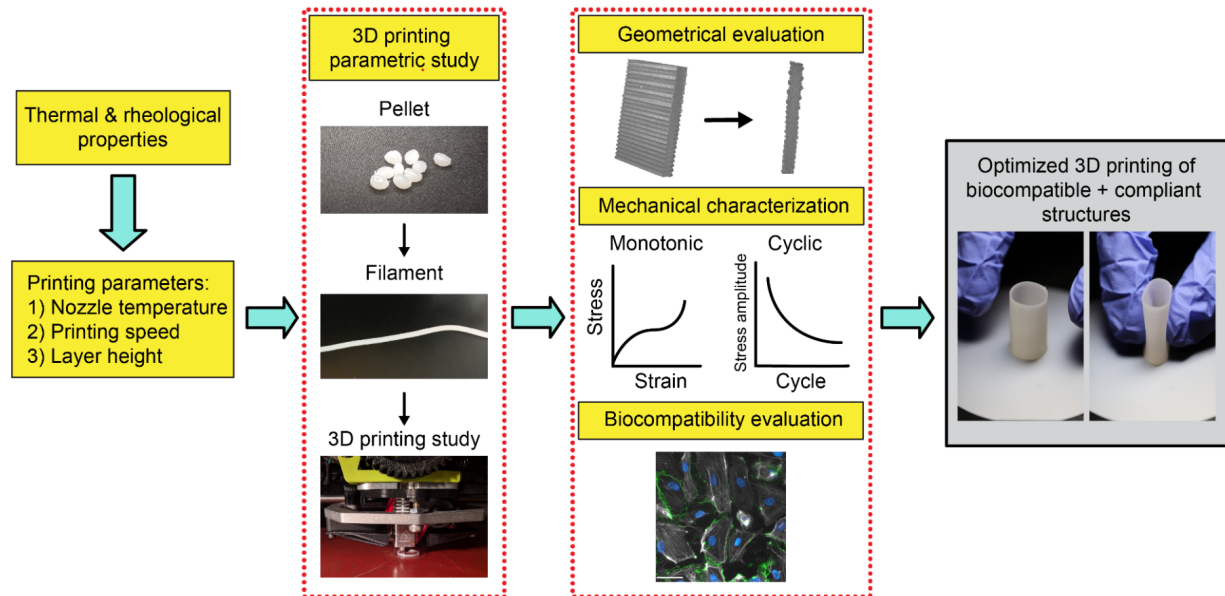 Thermal & rheological
properties
Printing parameters:
1) Nozzle temperature
2) Printing speed
3) Layer height
3D printing
parametric study
Pellet
Filament
3D printing study
Geometrical evaluation
Mechanical characterization
Monotonic
Stress
Strain
Cyclic
Stress amplitude
Cycle
Biocompatibility evaluation
Optimized 3D printing of
biocompatible + compliant
structures